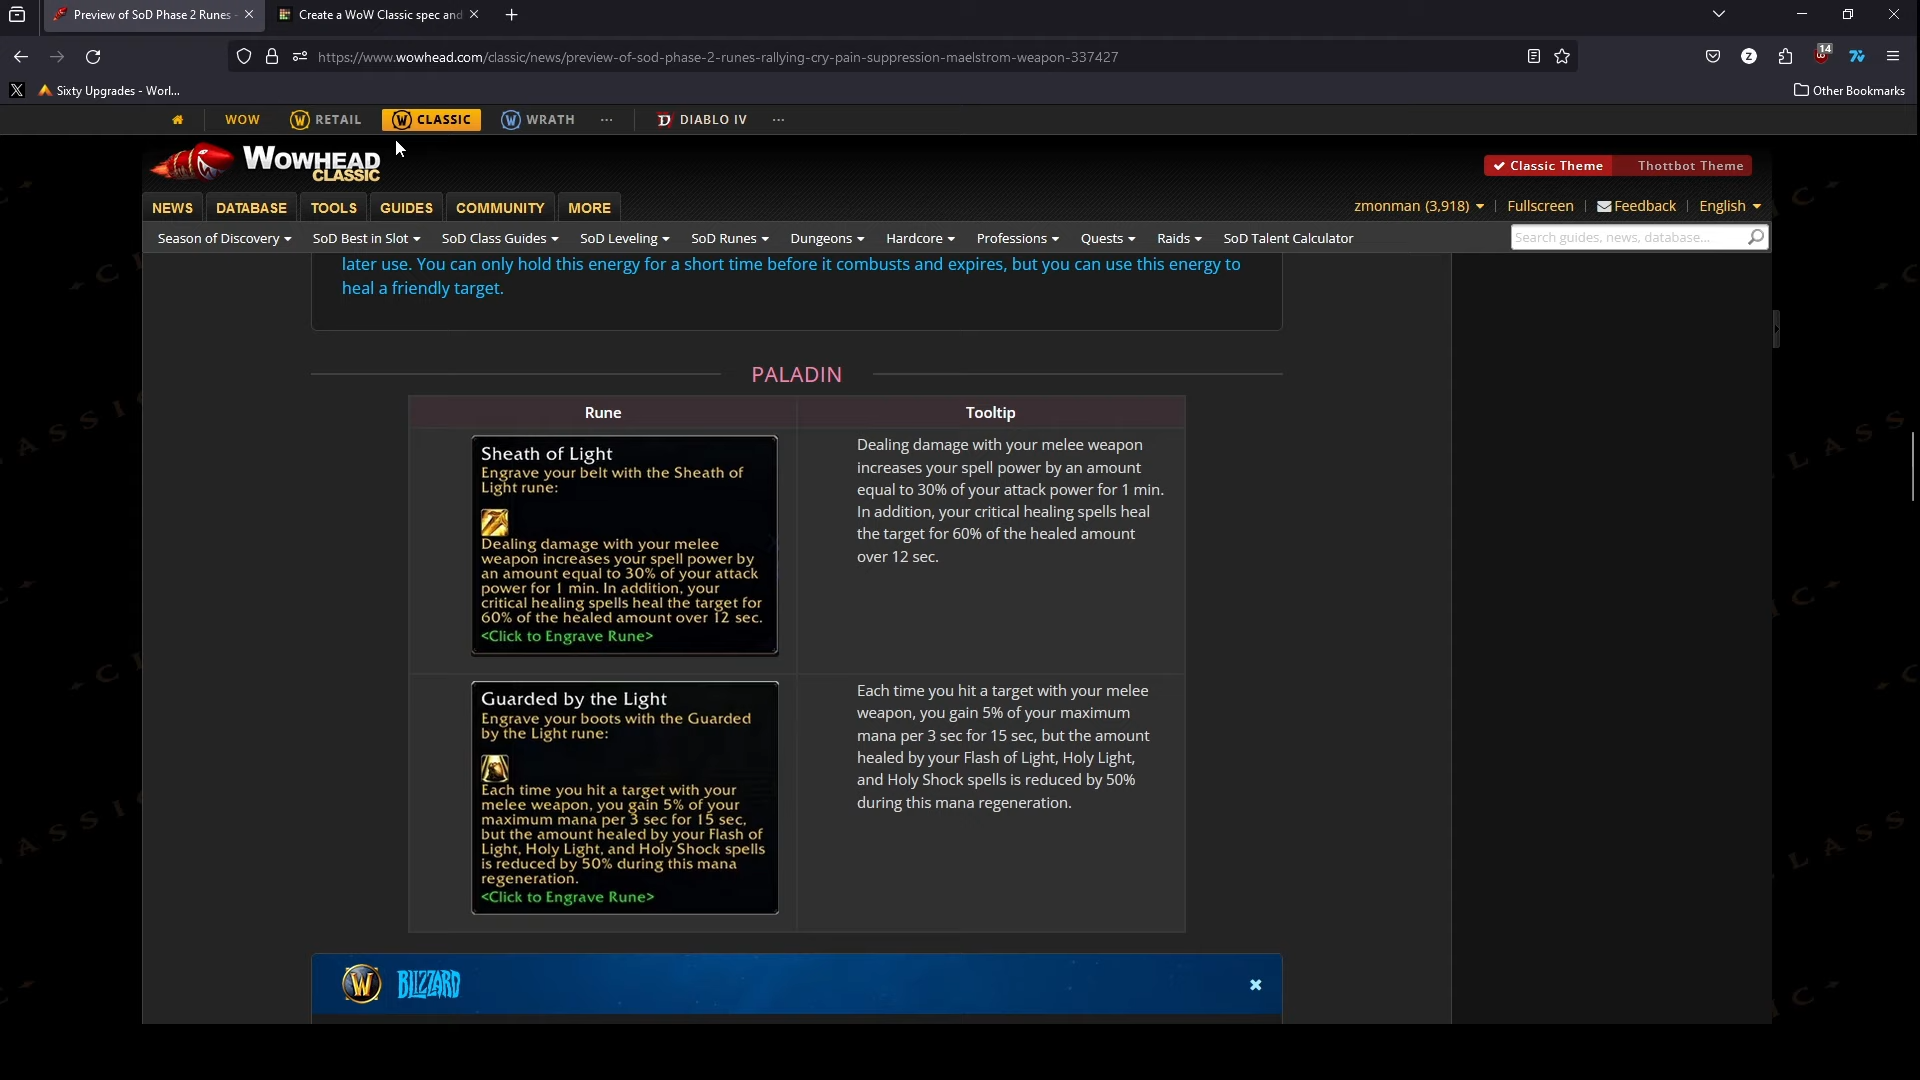 Preview of SoD Phase 2 Runes -
Create a WoW Classic spec and
https://www.wowhead.com/classic/news/preview-of-sod-phase-2-runes-rallying-cry-pain-suppression-maelstrom-weapon-337427
14
Sixty Upgrades - Worl...
Other Bookmarks
WOW RETAIL CLASSIC WRATH ... DIABLO IV ...
WOWHEAD
CLASSIC
Classic Theme Thottbot Theme
NEWS DATABASE TOOLS GUIDES COMMUNITY MORE
zmonman (3,918) Fullscreen Feedback English
Season of Discovery SoD Best in Slot SoD Class Guides SoD Leveling SoD Runes Dungeons Hardcore Professions Quests Raids SoD Talent Calculator
Search guides, news, database...
later use. You can only hold this energy for a short time before it combusts and expires, but you can use this energy to
heal a friendly target.
PALADIN
Rune Tooltip
Sheath of Light
Engrave your belt with the Sheath of
Light rune:
Dealing damage with your melee
weapon increases your spell power by
an amount equal to 30% of your attack
power for 1 min. In addition, your
critical healing spells heal the target for
60% of the healed amount over 12 sec.
<Click to Engrave Rune>
Dealing damage with your melee weapon
increases your spell power by an amount
equal to 30% of your attack power for 1 min.
In addition, your critical healing spells heal
the target for 60% of the healed amount
over 12 sec.
Guarded by the Light
Engrave your boots with the Guarded
by the Light rune:
Each time you hit a target with your
melee weapon, you gain 5% of your
maximum mana per 3 sec for 15 sec,
but the amount healed by your Flash of
Light, Holy Light, and Holy Shock spells
is reduced by 50% during this mana
regeneration.
<Click to Engrave Rune>
Each time you hit a target with your melee
weapon, you gain 5% of your maximum
mana per 3 sec for 15 sec, but the amount
healed by your Flash of Light, Holy Light,
and Holy Shock spells is reduced by 50%
during this mana regeneration.
BLIZZARD